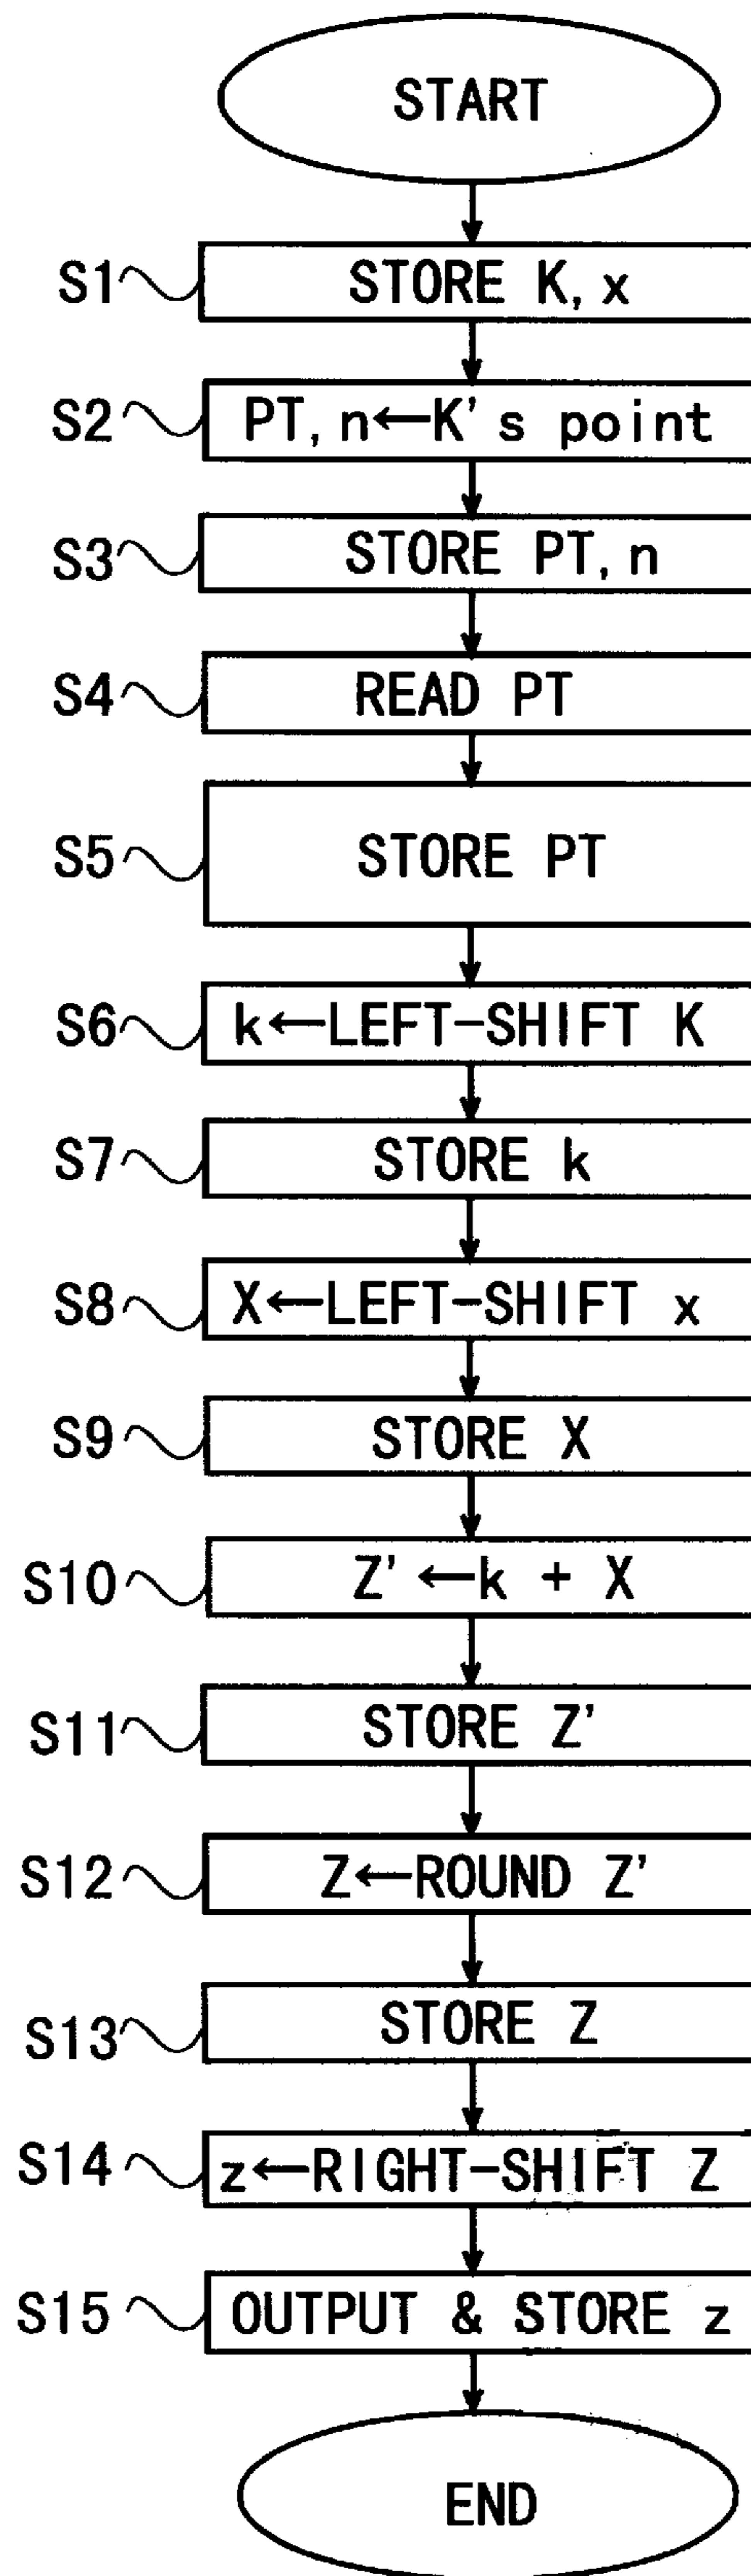 START
S1 STORE K, x
S2 PT, n←K's point
S3 STORE PT, n
S4 READ PT
S5 STORE PT
S6 k←LEFT-SHIFT K
S7 STORE k
S8 X←LEFT-SHIFT x
S9 STORE X
S10 Z'←k + X
S11 STORE Z'
S12 Z←ROUND Z'
S13 STORE Z
S14 z←RIGHT-SHIFT Z
S15 OUTPUT & STORE z
END